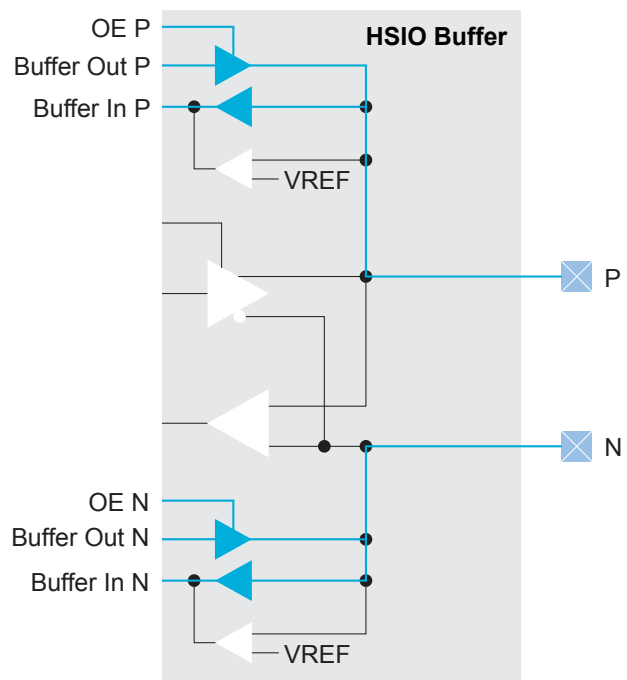 OE P
HSIO Buffer
Buffer Out P
Buffer In P
VREF
P
N
OE N
Buffer Out N
Buffer In N
VREF